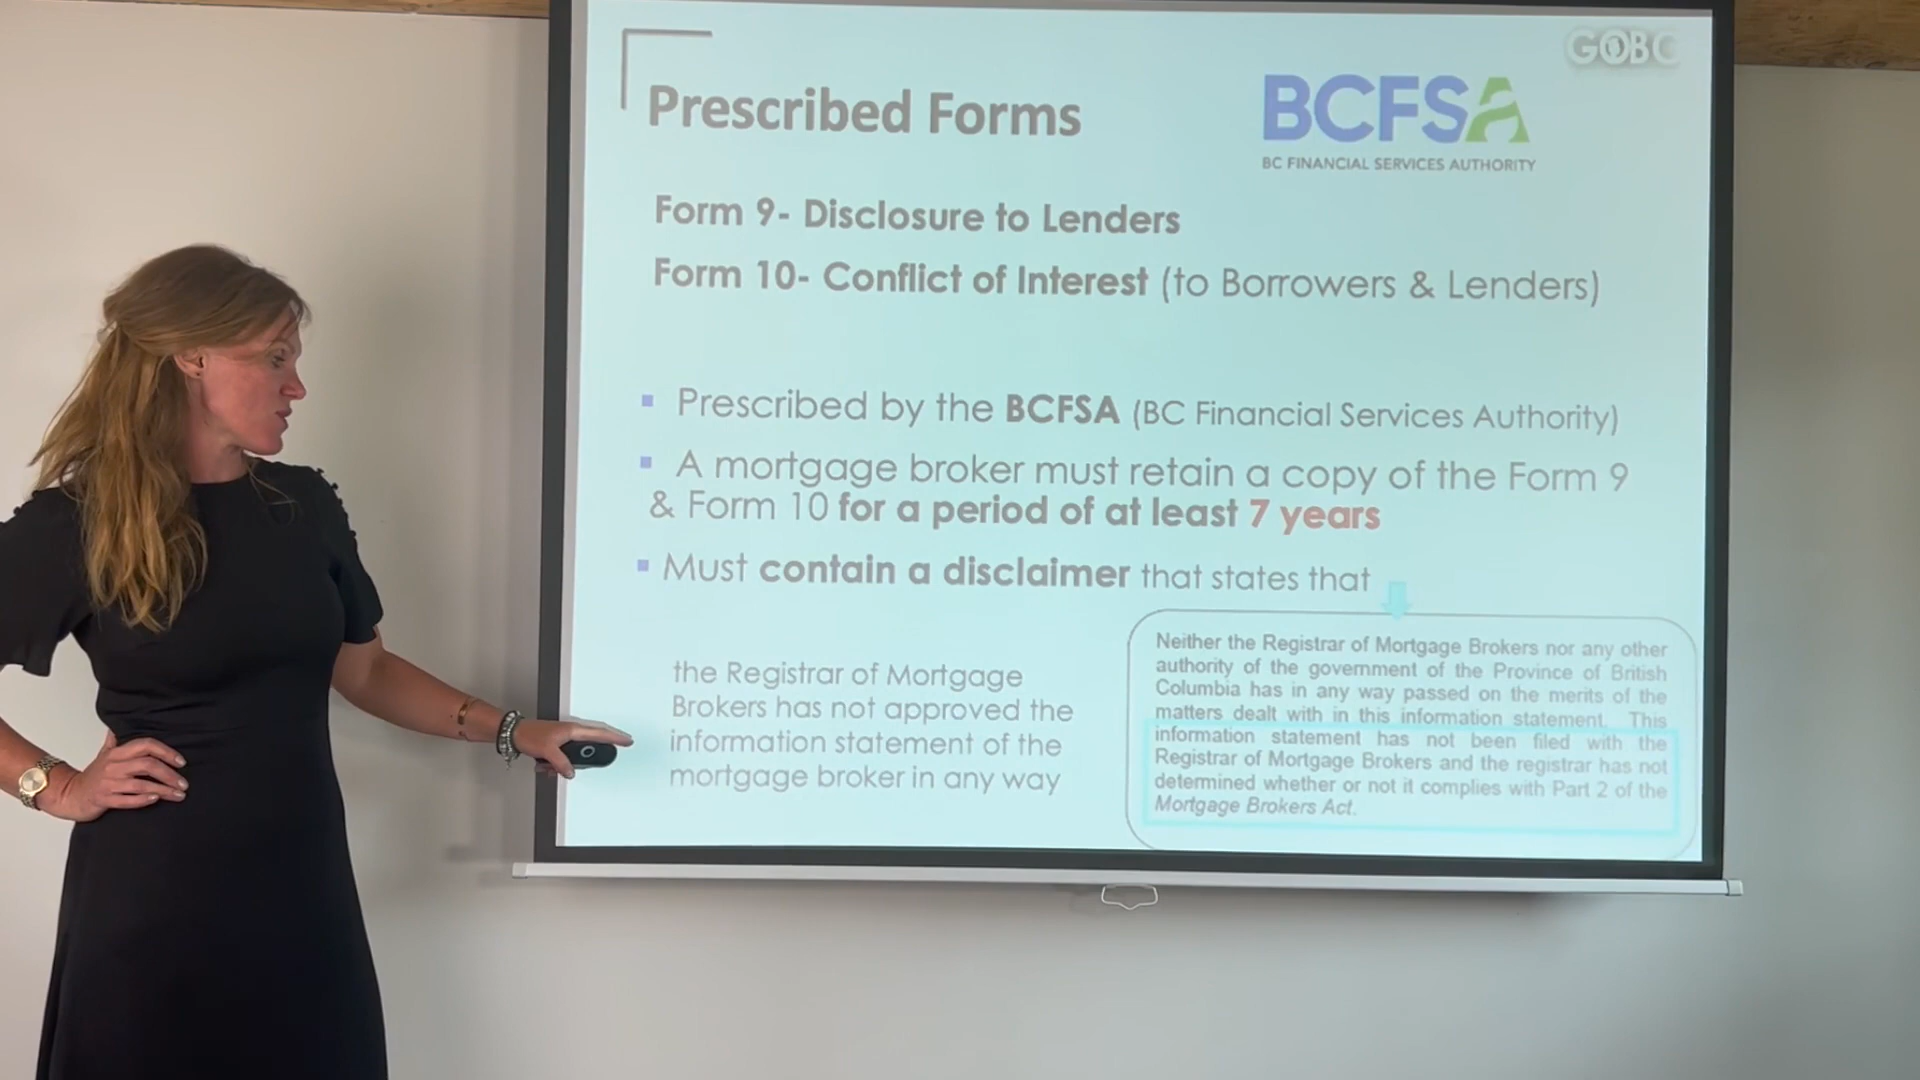 GOBC
Prescribed Forms
BCFSA
BC FINANCIAL SERVICES AUTHORITY
Form 9- Disclosure to Lenders
Form 10- Conflict of Interest (to Borrowers & Lenders)
▪ Prescribed by the BCFSA (BC Financial Services Authority)
▪ A mortgage broker must retain a copy of the Form 9
& Form 10 for a period of at least 7 years
▪ Must contain a disclaimer that states that
the Registrar of Mortgage
Brokers has not approved the
information statement of the
mortgage broker in any way
Neither the Registrar of Mortgage Brokers nor any other
authority of the government of the Province of British
Columbia has in any way passed on the merits of the
matters dealt with in this information statement. This
information statement has not been filed with the
Registrar of Mortgage Brokers and the registrar has not
determined whether or not it complies with Part 2 of the
Mortgage Brokers Act.